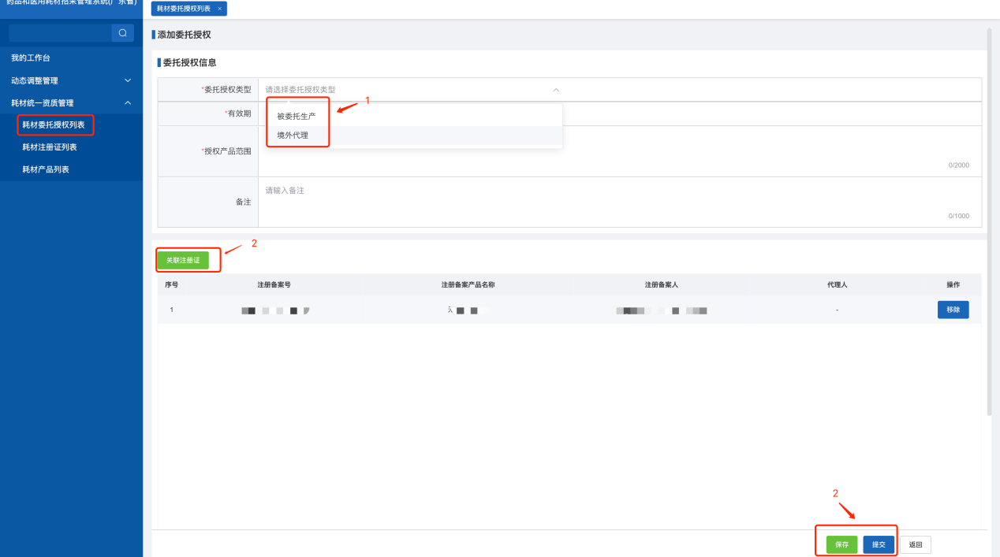 药品和医用耗材招采管理系统(广东省)
耗材委托授权列表 ×
添加委托授权
我的工作台
动态调整管理
耗材统一资质管理
耗材委托授权列表
耗材注册证列表
耗材产品列表
委托授权信息
*委托授权类型 请选择委托授权类型
1
*有效期
被委托生产
境外代理
*授权产品范围
0/2000
备注 请输入备注
0/1000
2
关联注册证
序号 注册备案号 注册备案产品名称 注册备案人 代理人 操作
1 - 移除
2
保存 提交 返回